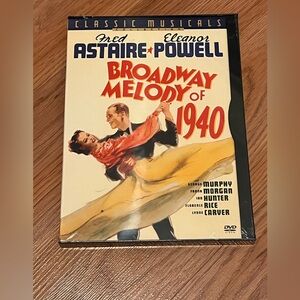 CLASSIC MUSICALS
COLLECTION
Fred Eleanor
ASTAIRE POWELL
BROADWAY
MELODY OF
1940
GEORGE MURPHY
FRANK MORGAN
IAN HUNTER
FLORENCE RICE
LYNNE CARVER
DVD